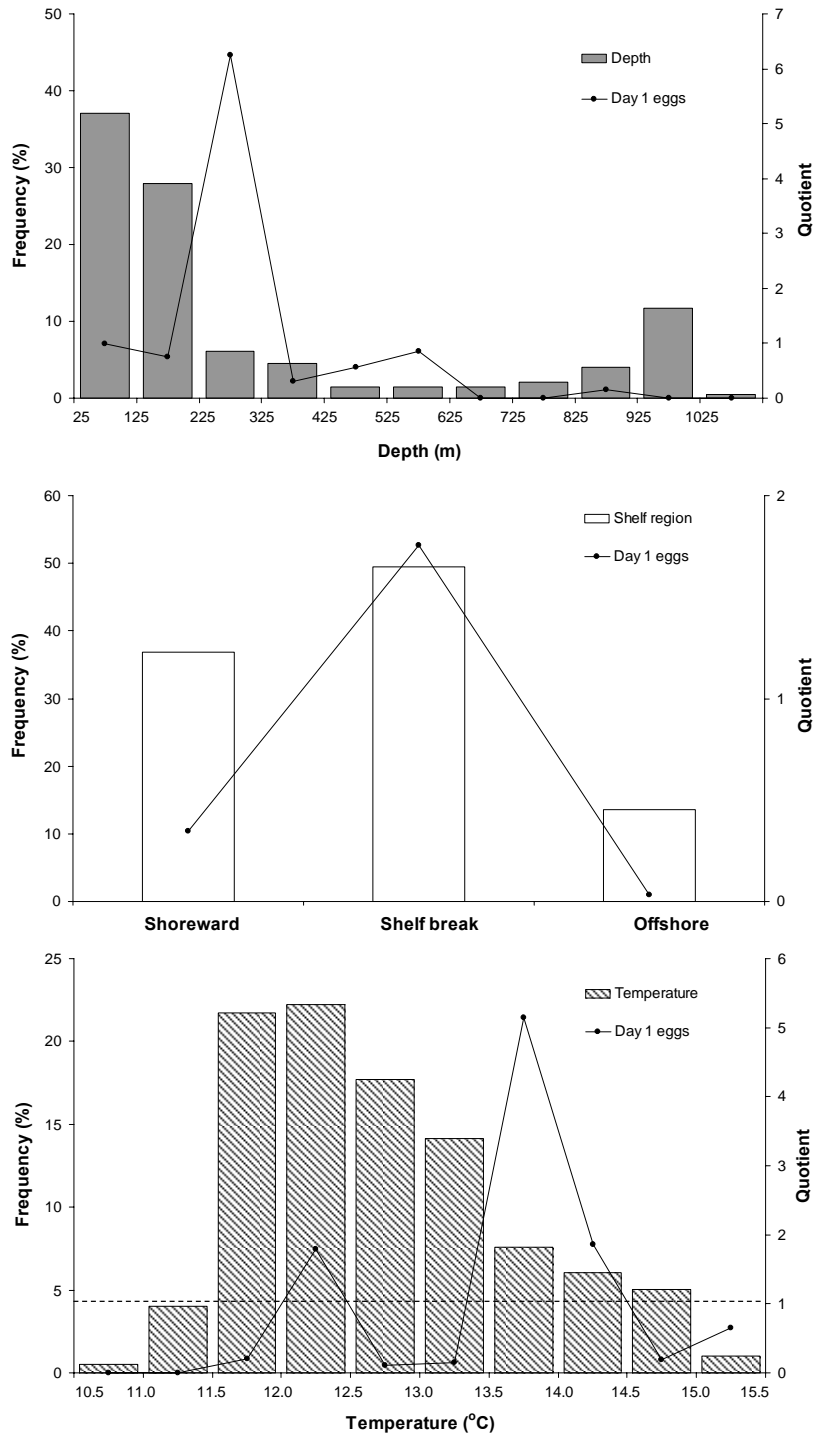 50
40
30
20
10
0
Frequency (%)
Depth
Day 1 eggs
7
6
5
4
3
2
1
0
Quotient
25 125 225 325 425 525 625 725 825 925 1025
Depth (m)
60
50
40
30
20
10
0
Frequency (%)
Shelf region
Day 1 eggs
2
1
0
Quotient
Shoreward Shelf break Offshore
25
20
15
10
5
0
Frequency (%)
Temperature
Day 1 eggs
6
5
4
3
2
1
0
Quotient
10.5 11.0 11.5 12.0 12.5 13.0 13.5 14.0 14.5 15.0 15.5
Temperature (°C)